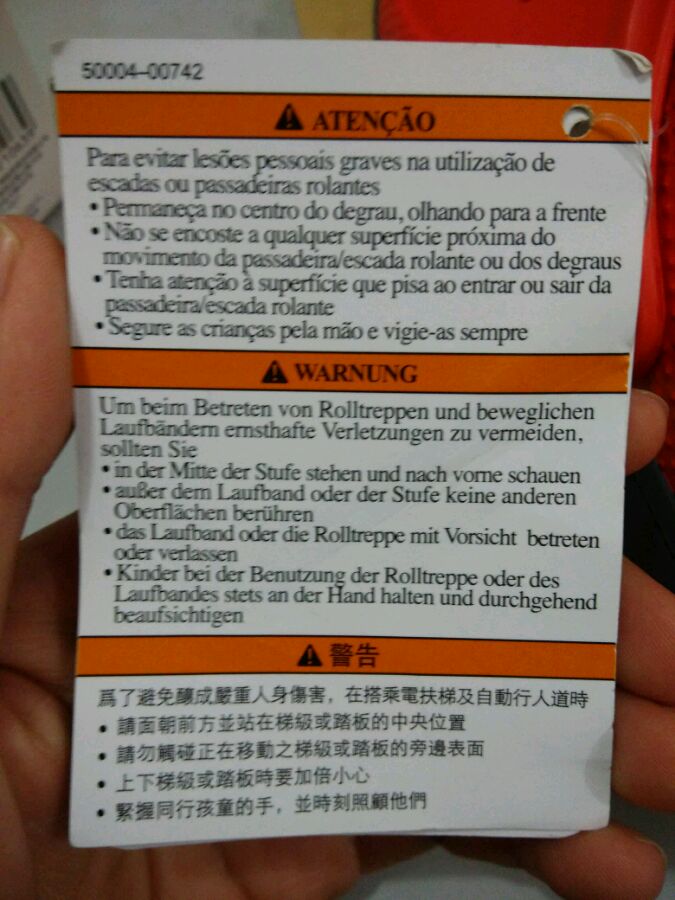 50004-00742
ATENÇÃO
Para evitar lesões pessoais graves na utilização de
escadas ou passadeiras rolantes
• Permaneça no centro do degrau, olhando para a frente
• Não se encoste a qualquer superfície próxima do
movimento da passadeira/escada rolante ou dos degraus
• Tenha atenção à superfície que pisa ao entrar ou sair da
passadeira/escada rolante
• Segure as crianças pela mão e vigie-as sempre
WARNUNG
Um beim Betreten von Rolltreppen und beweglichen
Laufbändern ernsthafte Verletzungen zu vermeiden,
sollten Sie
• in der Mitte der Stufe stehen und nach vorne schauen
• außer dem Laufband oder der Stufe keine anderen
Oberflächen berühren
• das Laufband oder die Rolltreppe mit Vorsicht betreten
oder verlassen
• Kinder bei der Benutzung der Rolltreppe oder des
Laufbandes stets an der Hand halten und durchgehend
beaufsichtigen
警告
爲了避免釀成嚴重人身傷害，在搭乘電扶梯及自動行人道時
• 請面朝前方並站在梯級或踏板的中央位置
• 請勿觸碰正在移動之梯級或踏板的旁邊表面
• 上下梯級或踏板時要加倍小心
• 緊握同行孩童的手，並時刻照顧他們